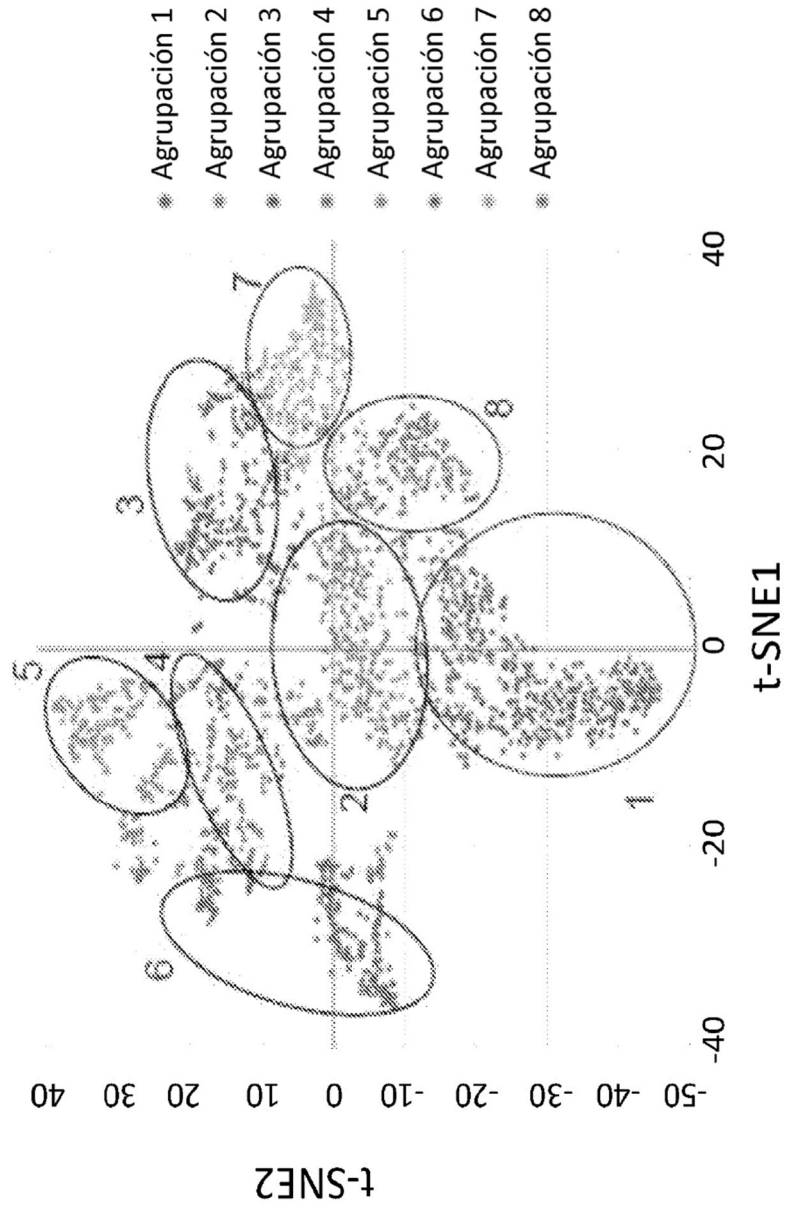 t-SNE2
40
30
20
10
0
-10
-20
-30
-40
-50
-40
-20
0
20
40
t-SNE1
5
4
3
7
6
2
8
1
Agrupación 1
Agrupación 2
Agrupación 3
Agrupación 4
Agrupación 5
Agrupación 6
Agrupación 7
Agrupación 8